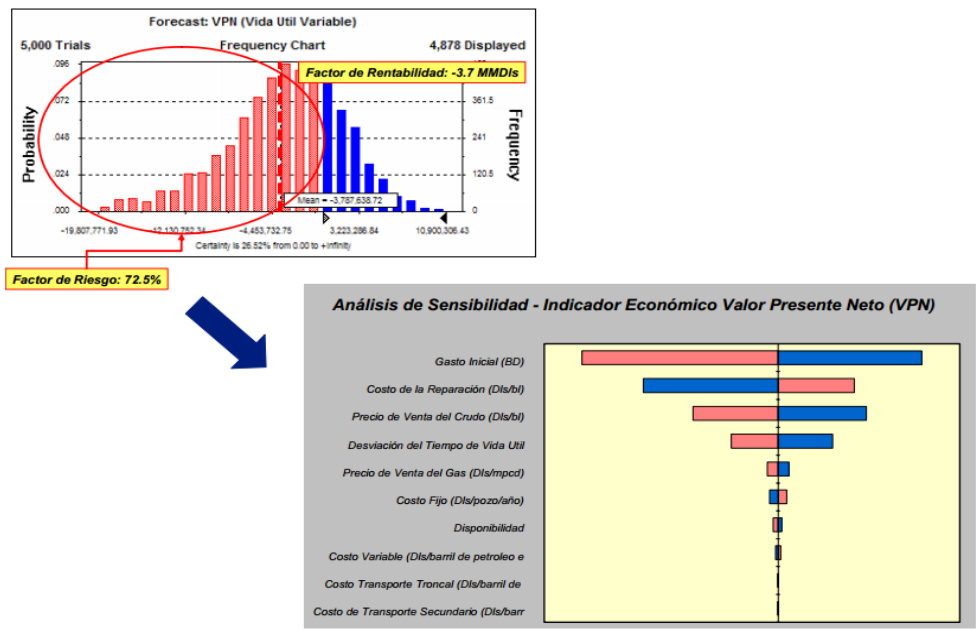 Forecast: VPN (Vida Util Variable)
5,000 Trials Frequency Chart 4,878 Displayed
Factor de Rentabilidad: -3.7 MMDls
.096
.072
.048
.024
.000
361.5
241
120.5
0
Probability
Frequency
Mean = -3,787,638.72
-19,807,771.93 -12,130,752.34 -4,453,732.75 3,223,286.84 10,900,306.43
Certainty is 26.52% from 0.00 to +Infinity
Factor de Riesgo: 72.5%
Análisis de Sensibilidad - Indicador Económico Valor Presente Neto (VPN)
Gasto Inicial (BD)
Costo de la Reparación (Dls/bl)
Precio de Venta del Crudo (Dls/bl)
Desviación del Tiempo de Vida Util
Precio de Venta del Gas (Dls/mpcd)
Costo Fijo (Dls/pozo/año)
Disponibilidad
Costo Variable (Dls/barril de petroleo e
Costo Transporte Troncal (Dls/barril de
Costo de Transporte Secundario (Dls/barr